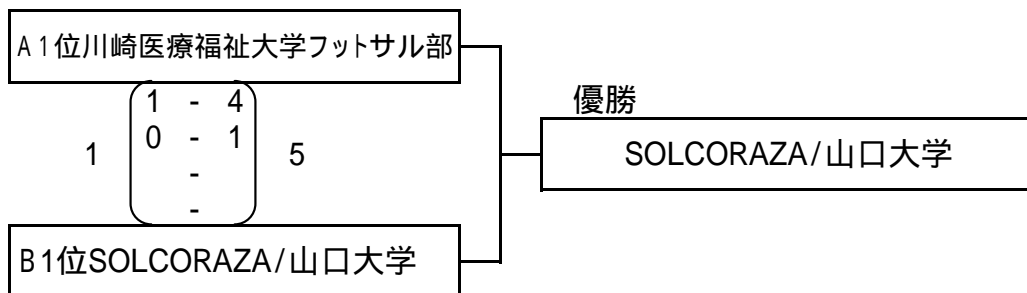 A1位川崎医療福祉大学フットサル部
1 - 4
優勝
0 - 1
1 5
SOLCORAZA/山口大学
-
-
B1位SOLCORAZA/山口大学